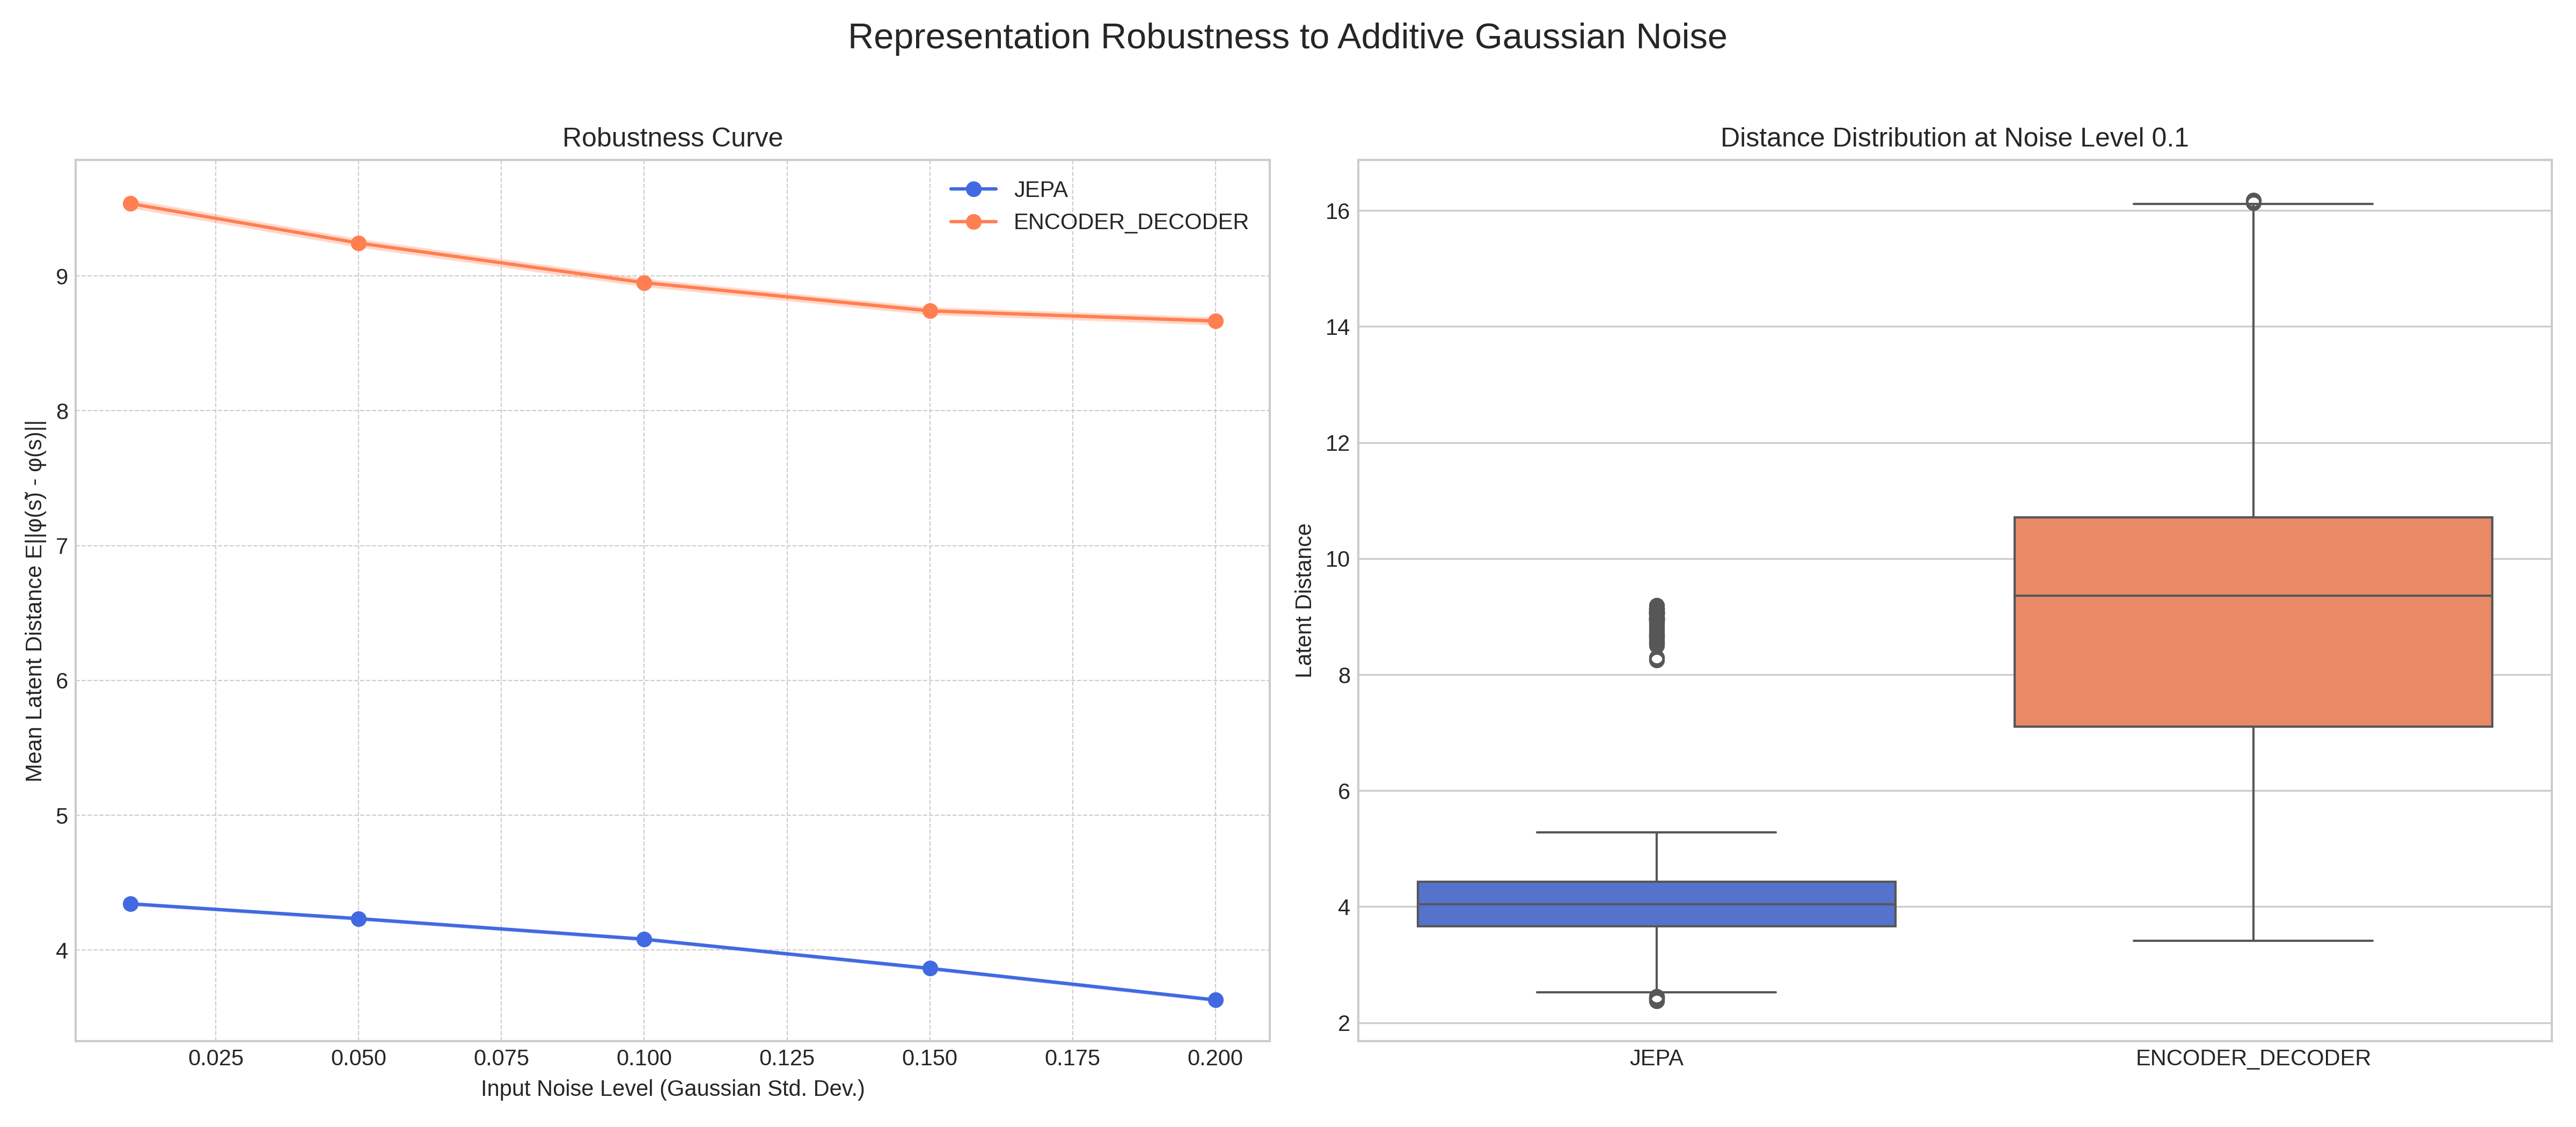 Representation Robustness to Additive Gaussian Noise
Robustness Curve
JEPA
ENCODER_DECODER
9
8
7
6
5
4
Mean Latent Distance E||φ(s̃) - φ(s)||
0.025 0.050 0.075 0.100 0.125 0.150 0.175 0.200
Input Noise Level (Gaussian Std. Dev.)
Distance Distribution at Noise Level 0.1
16
14
12
10
8
6
4
2
Latent Distance
JEPA ENCODER_DECODER